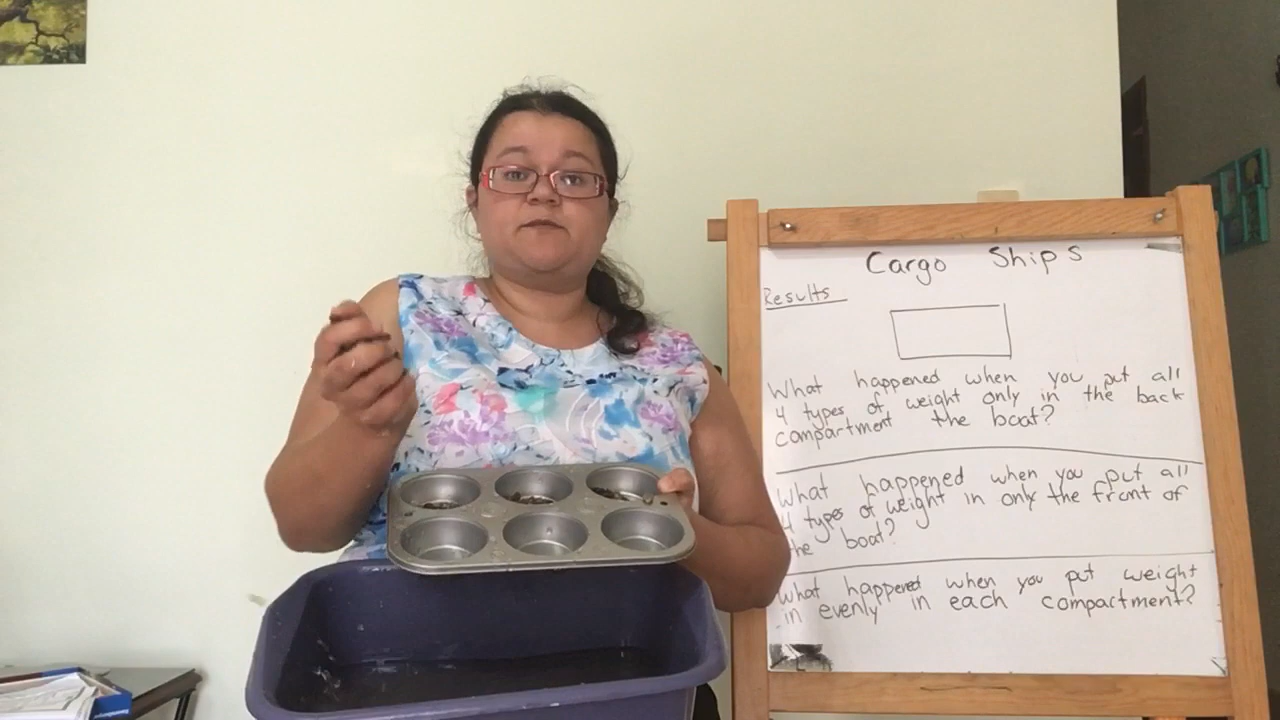 Cargo Ships
Results
What happened when you put all
4 types of weight only in the back
compartment the boat?
What happened when you put all
4 types of weight in only the front of
the boat?
What happened when you put weight
in evenly in each compartment?